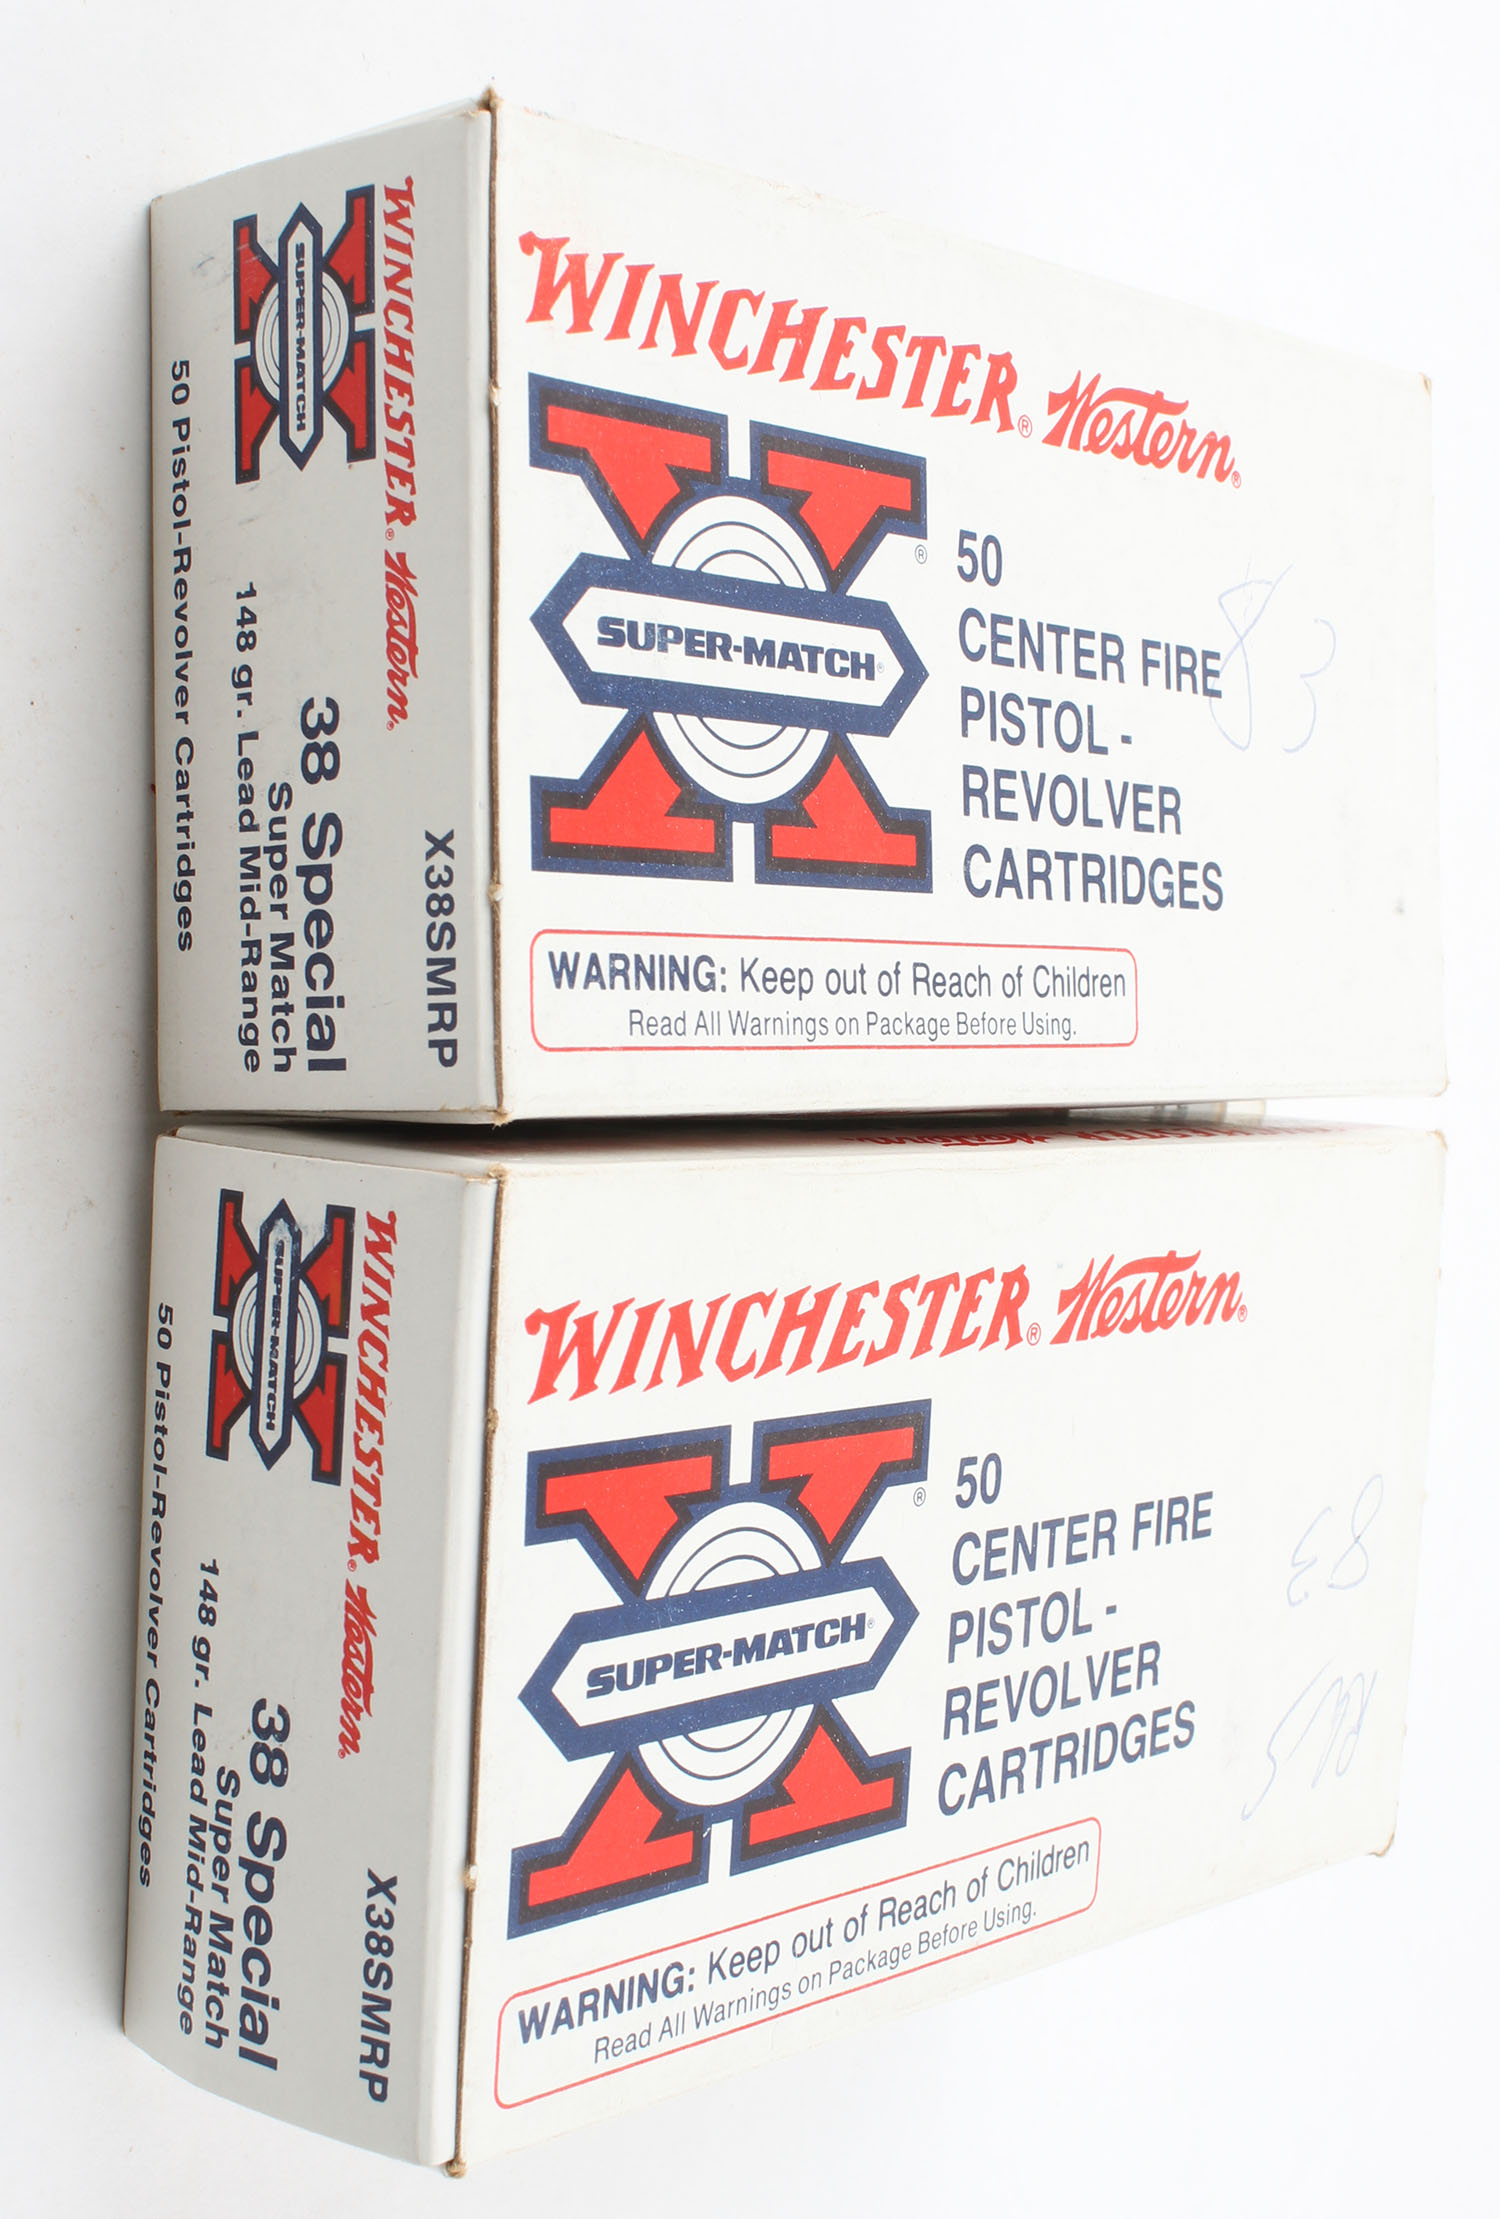 WINCHESTER® Western®
SUPER-MATCH®
®
50
CENTER FIRE
PISTOL -
REVOLVER
CARTRIDGES
83
WARNING: Keep out of Reach of Children
Read All Warnings on Package Before Using.
WINCHESTER® Western®
SUPER-MATCH
X38SMRP
38 Special
Super Match
148 gr. Lead Mid-Range
50 Pistol-Revolver Cartridges
WINCHESTER® Western®
SUPER-MATCH®
®
50
CENTER FIRE
PISTOL -
REVOLVER
CARTRIDGES
83
WARNING: Keep out of Reach of Children
Read All Warnings on Package Before Using.
WINCHESTER® Western®
SUPER-MATCH
X38SMRP
38 Special
Super Match
148 gr. Lead Mid-Range
50 Pistol-Revolver Cartridges